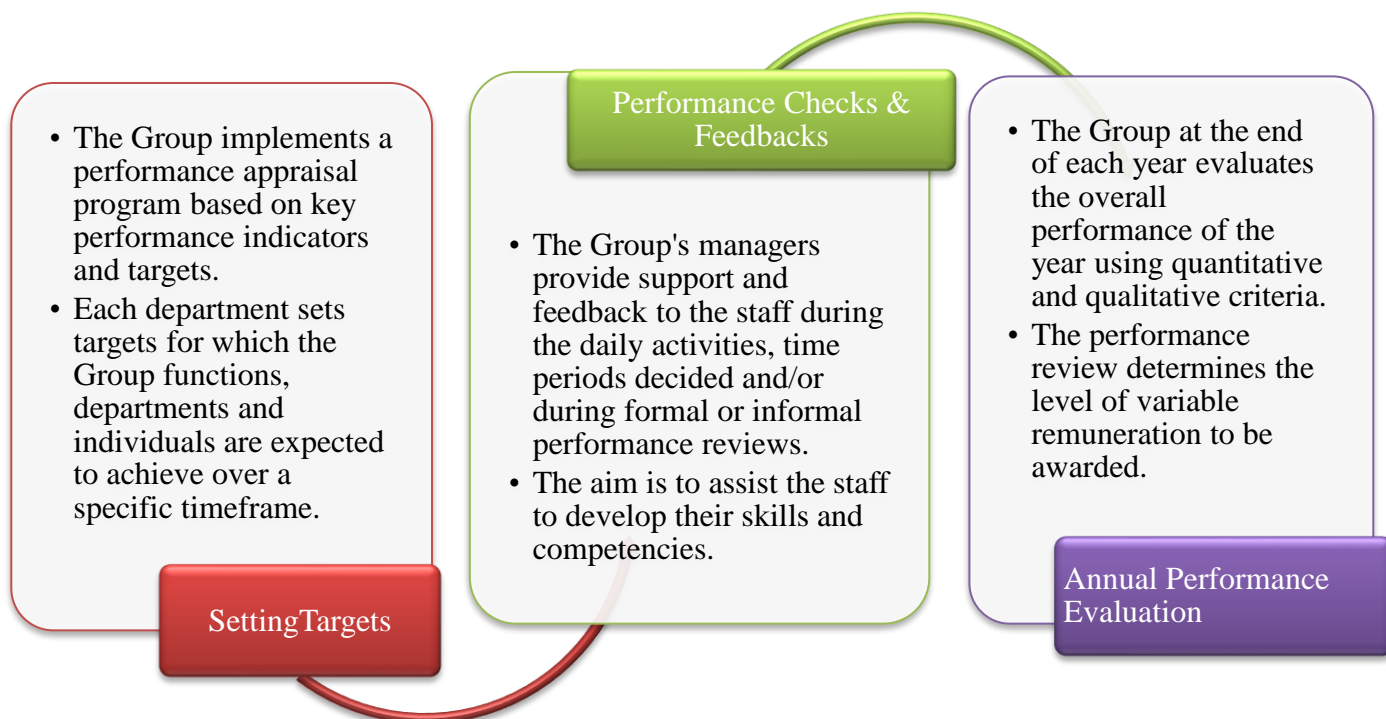 • The Group implements a
performance appraisal
program based on key
performance indicators
and targets.
• Each department sets
targets for which the
Group functions,
departments and
individuals are expected
to achieve over a
specific timeframe.
SettingTargets
Performance Checks &
Feedbacks
• The Group's managers
provide support and
feedback to the staff during
the daily activities, time
periods decided and/or
during formal or informal
performance reviews.
• The aim is to assist the staff
to develop their skills and
competencies.
• The Group at the end
of each year evaluates
the overall
performance of the
year using quantitative
and qualitative criteria.
• The performance
review determines the
level of variable
remuneration to be
awarded.
Annual Performance
Evaluation